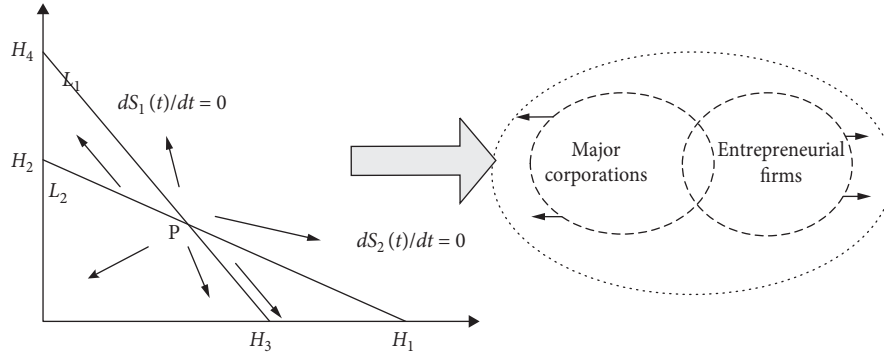 H4
L1
dS1 (t)/dt = 0
H2
L2
P
dS2 (t)/dt = 0
H3
H1
Major
corporations
Entrepreneurial
firms